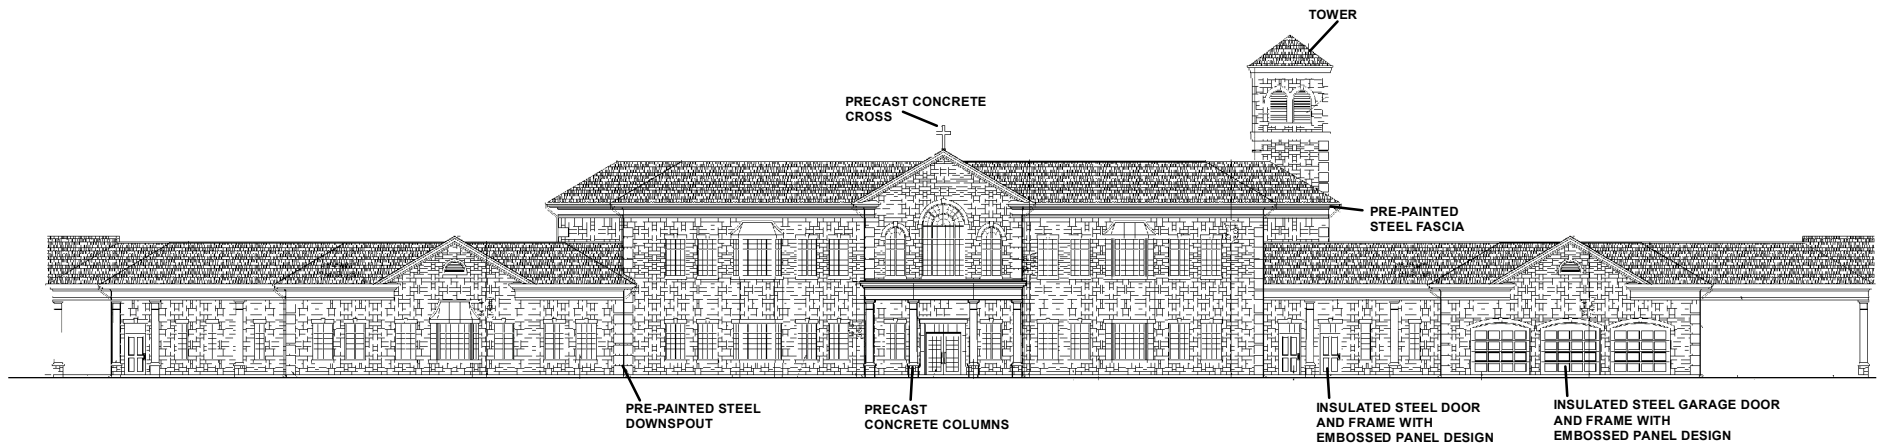 TOWER
PRECAST CONCRETE
CROSS
PRE-PAINTED
STEEL FASCIA
PRE-PAINTED STEEL
DOWNSPOUT
PRECAST
CONCRETE COLUMNS
INSULATED STEEL DOOR
AND FRAME WITH
EMBOSSED PANEL DESIGN
INSULATED STEEL GARAGE DOOR
AND FRAME WITH
EMBOSSED PANEL DESIGN